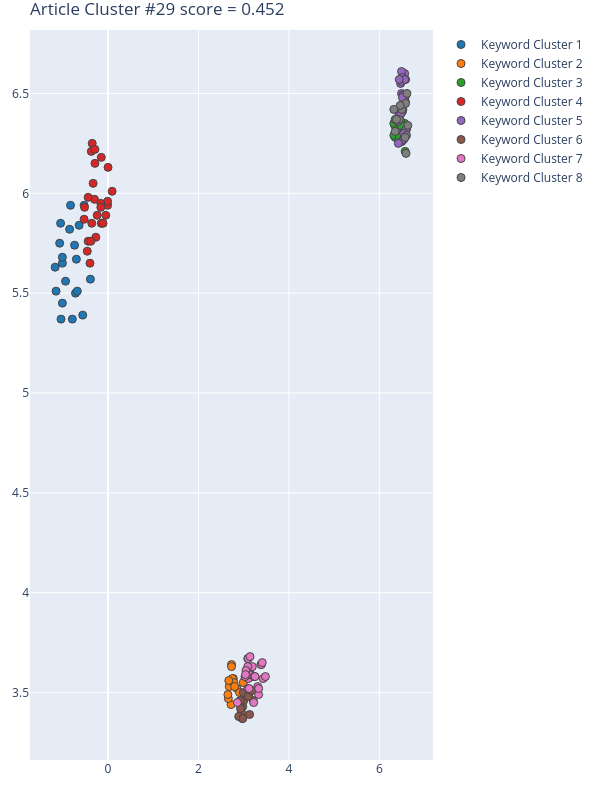 Article Cluster #29 score = 0.452
Keyword Cluster 1
Keyword Cluster 2
Keyword Cluster 3
Keyword Cluster 4
Keyword Cluster 5
Keyword Cluster 6
Keyword Cluster 7
Keyword Cluster 8
6.5
6
5.5
5
4.5
4
3.5
0 2 4 6